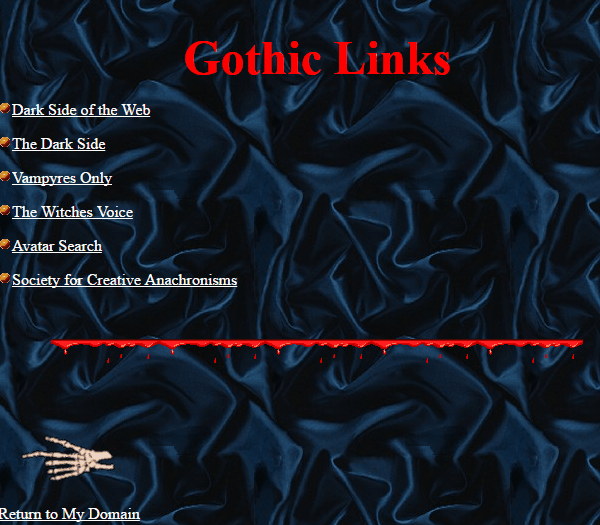 Gothic Links
Dark Side of the Web
The Dark Side
Vampyres Only
The Witches Voice
Avatar Search
Society for Creative Anachronisms
Return to My Domain